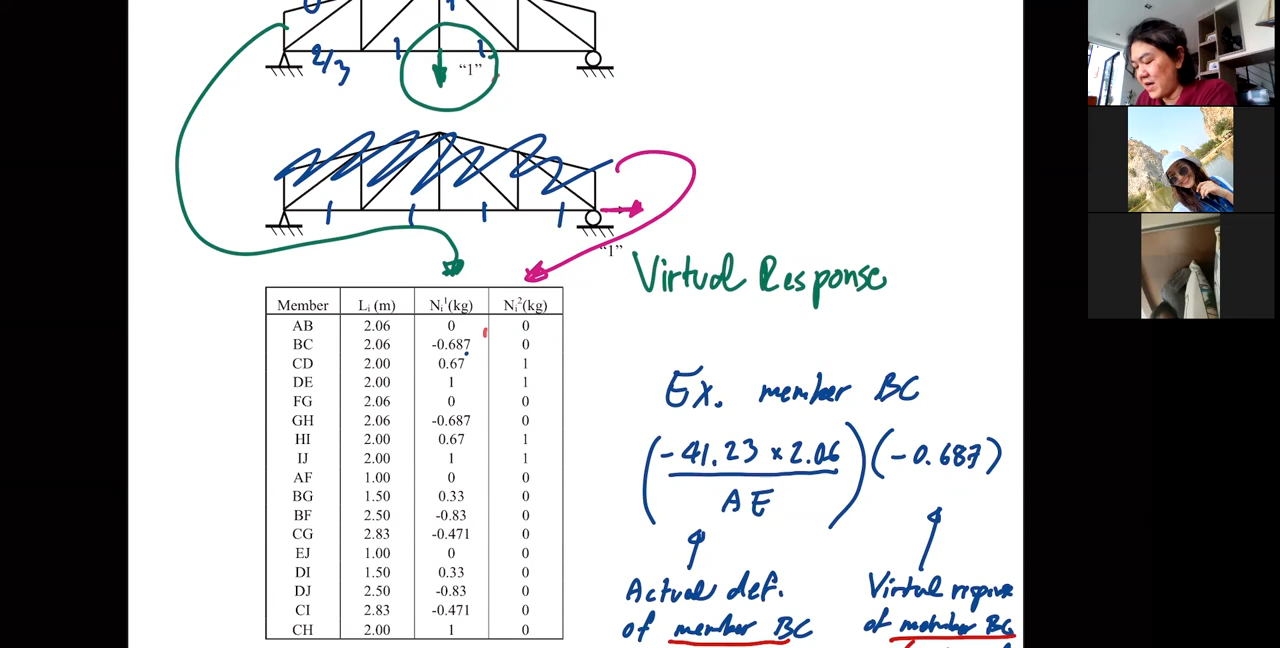 2/3
1
1
"1"
1
1
1
1
"1"
Virtual Response
Member Lᵢ (m) Nᵢ¹(kg) Nᵢ²(kg)
AB 2.06 0 0
BC 2.06 -0.687 0
CD 2.00 0.67 1
DE 2.00 1 1
FG 2.06 0 0
GH 2.06 -0.687 0
HI 2.00 0.67 1
IJ 2.00 1 1
AF 1.00 0 0
BG 1.50 0.33 0
BF 2.50 -0.83 0
CG 2.83 -0.471 0
EJ 1.00 0 0
DI 1.50 0.33 0
DJ 2.50 -0.83 0
CI 2.83 -0.471 0
CH 2.00 1 0
Ex. member BC
(-41.23 × 2.06
AE) (-0.687)
Actual def.
of member BC
Virtual response
of member BC